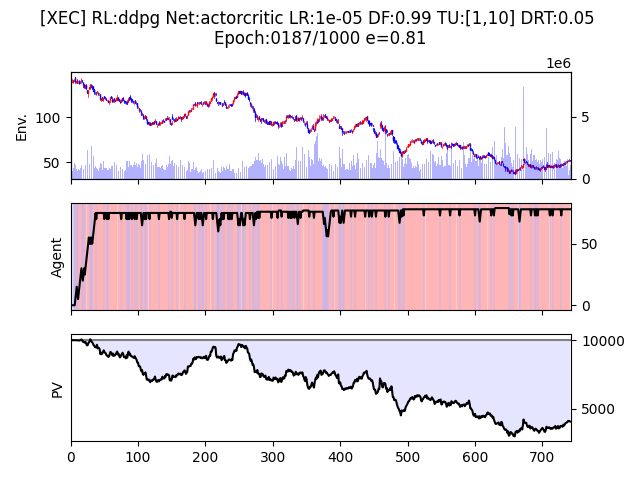 [XEC] RL:ddpg Net:actorcritic LR:1e-05 DF:0.99 TU:[1,10] DRT:0.05
Epoch:0187/1000 e=0.81
1e6
Env.
100
50
5
0
Agent
50
0
PV
10000
5000
0 100 200 300 400 500 600 700